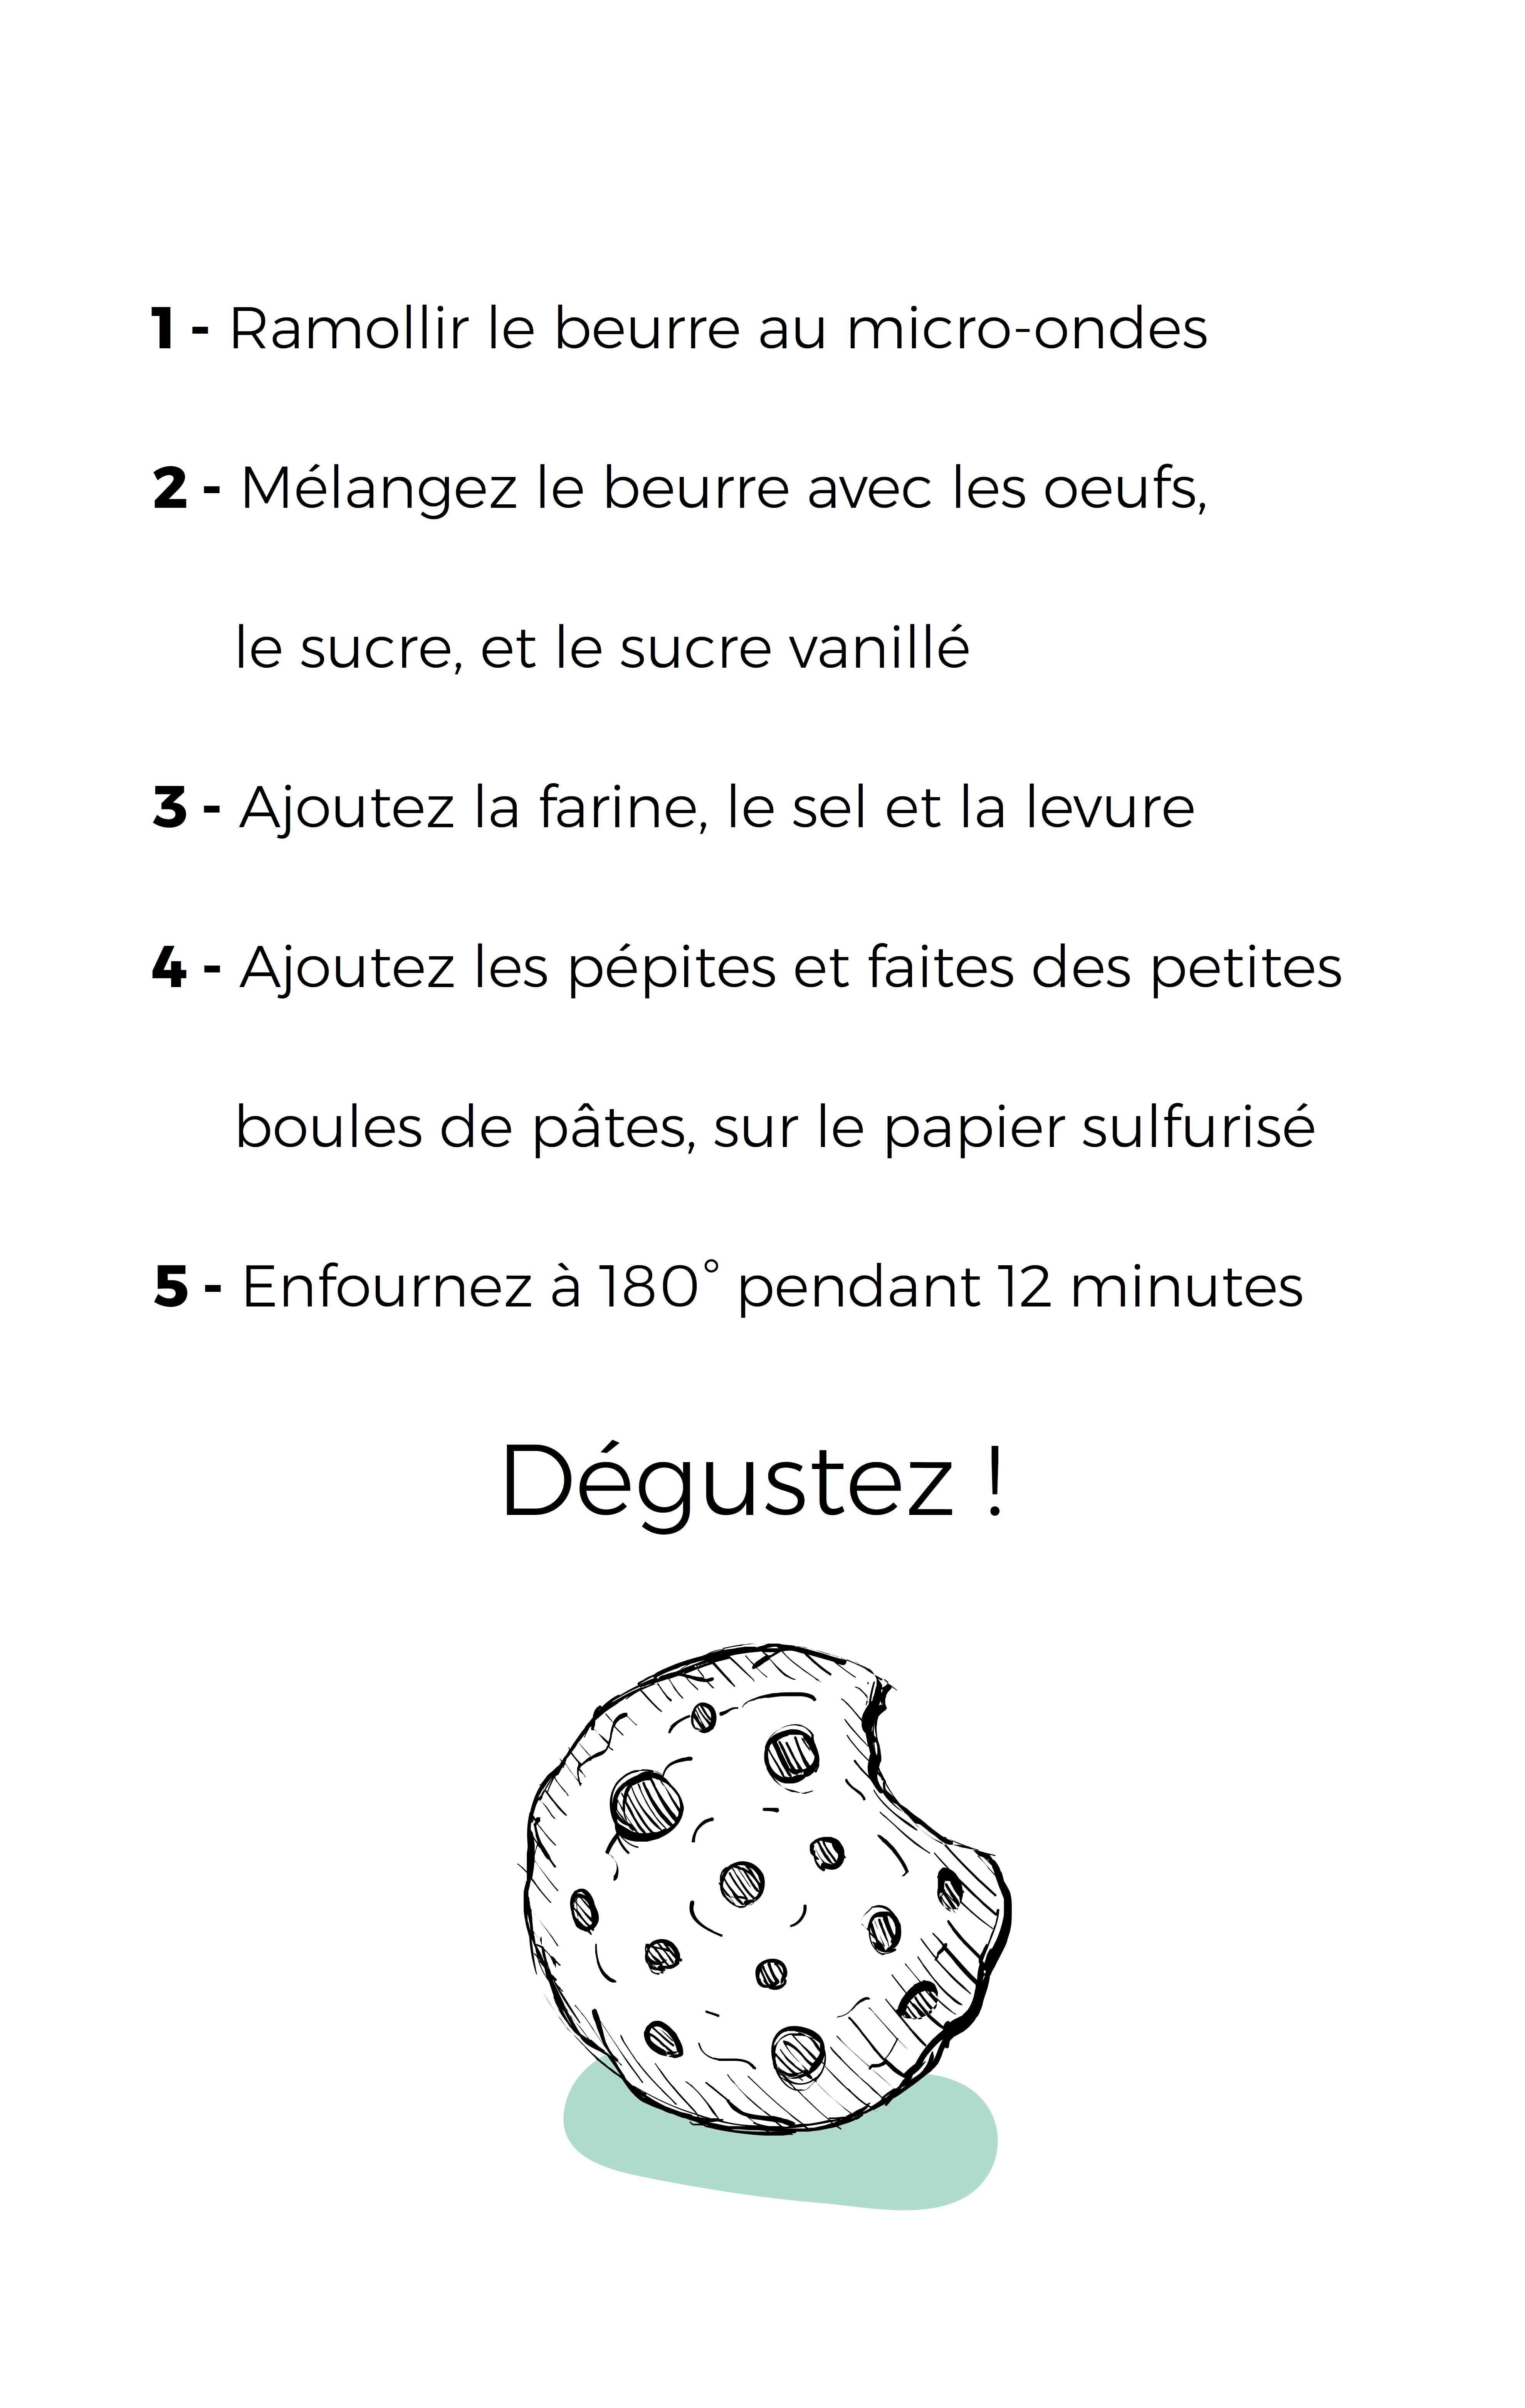 1 - Ramollir le beurre au micro-ondes
2 - Mélangez le beurre avec les oeufs,
le sucre, et le sucre vanillé
3 - Ajoutez la farine, le sel et la levure
4 - Ajoutez les pépites et faites des petites
boules de pâtes, sur le papier sulfurisé
5 - Enfournez à 180° pendant 12 minutes
Dégustez !